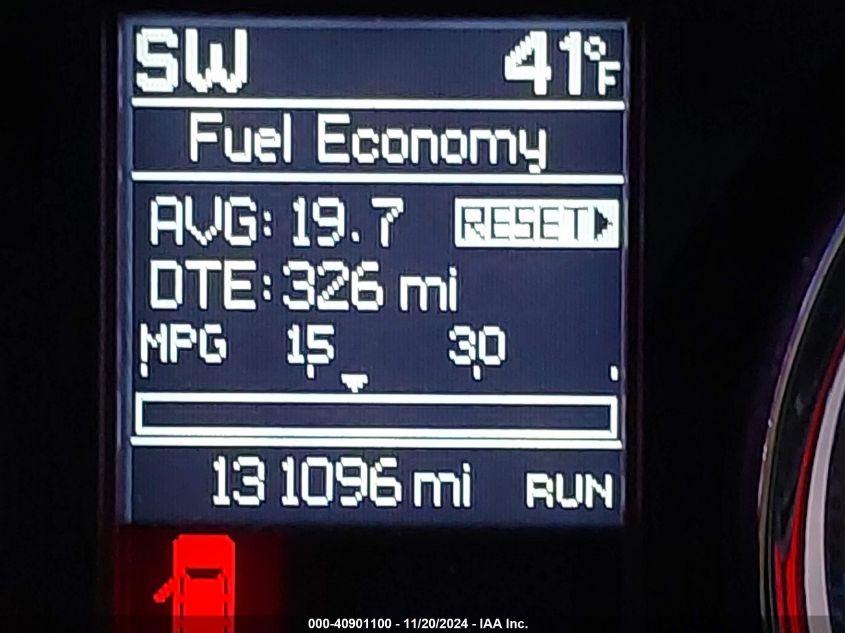 SW 41°F
Fuel Economy
AVG: 19.7 RESET
DTE: 326 mi
MPG 15 30
131096 mi RUN
000-40901100 - 11/20/2024 - IAA Inc.